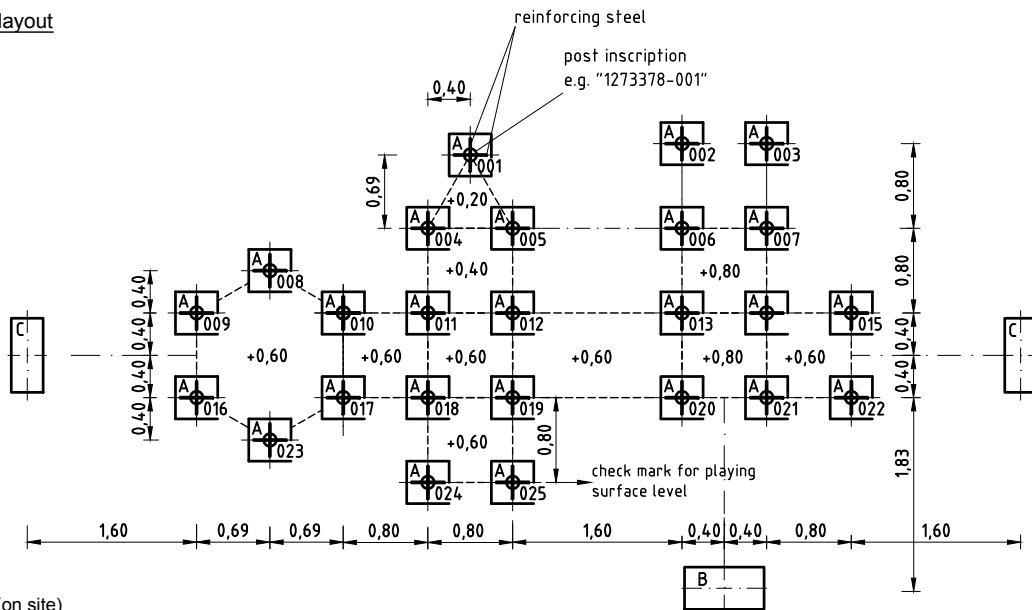 layout
reinforcing steel
post inscription
e.g. "1273378-001"
0,40
A 001
A 002
A 003
0,69
+0,20
0,80
A 004
A 005
A 006
A 007
A 008
+0,40
+0,80
0,80
0,40
A 009
A 010
A 011
A 012
A 013
A
A 015
C
C
0,40
+0,60
+0,60
+0,60
+0,60
+0,80
+0,60
0,40
0,40
0,40
A 016
A 017
A 018
A 019
A 020
A 021
A 022
0,40
A 023
+0,60
0,80
1,83
A 024
A 025
check mark for playing
surface level
1,60
0,69
0,69
0,80
0,80
1,60
0,40
0,40
0,80
1,60
B
on site)